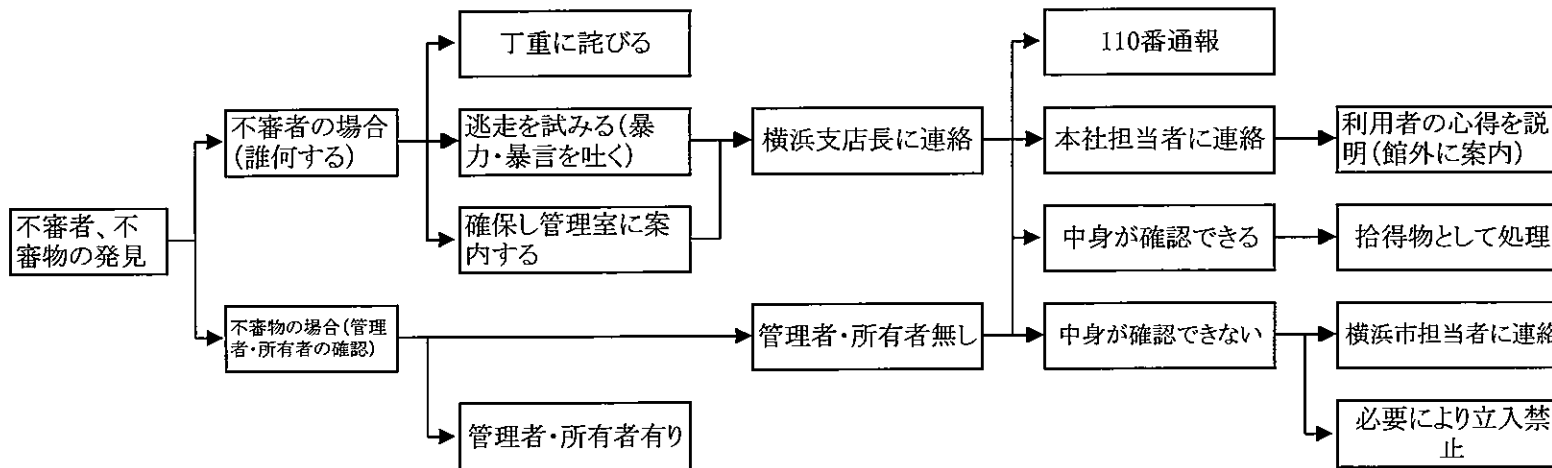 不審者、不
審物の発見
不審者の場合
(誰何する)
不審物の場合(管理
者・所有者の確認)
丁重に詫びる
逃走を試みる(暴
力・暴言を吐く)
確保し管理室に案
内する
管理者・所有者有り
横浜支店長に連絡
管理者・所有者無し
110番通報
本社担当者に連絡
中身が確認できる
中身が確認できない
利用者の心得を説
明(館外に案内)
拾得物として処理
横浜市担当者に連絡
必要により立入禁
止